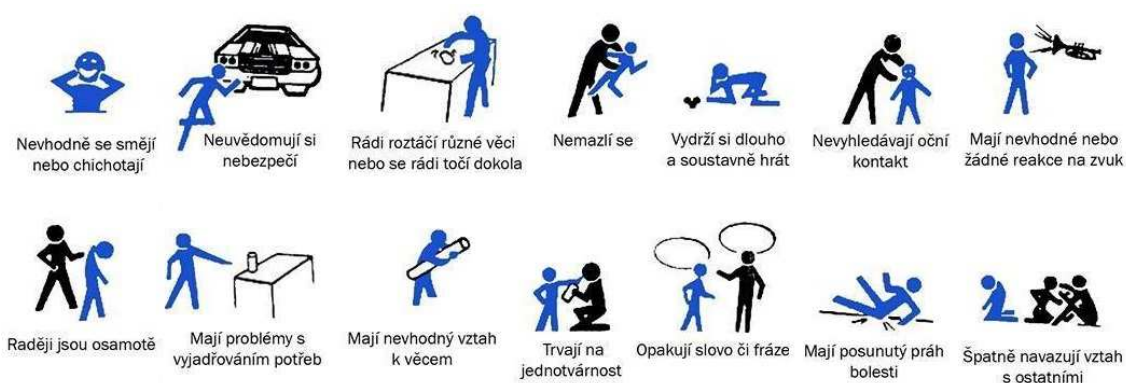 Nevhodně se smějí
nebo chichotají
Neuvědomují si
nebezpečí
Rádi roztáčí různé věci
nebo se rádi točí dokola
Nemazlí se
Vydrží si dlouho
a soustavně hrát
Nevyhledávají oční
kontakt
Mají nevhodné nebo
žádné reakce na zvuk
Raději jsou osamotě
Mají problémy s
vyjadřováním potřeb
Mají nevhodný vztah
k věcem
Trvají na
jednotvárnost
Opakují slovo či fráze
Mají posunutý práh
bolesti
Špatně navazují vztah
s ostatními